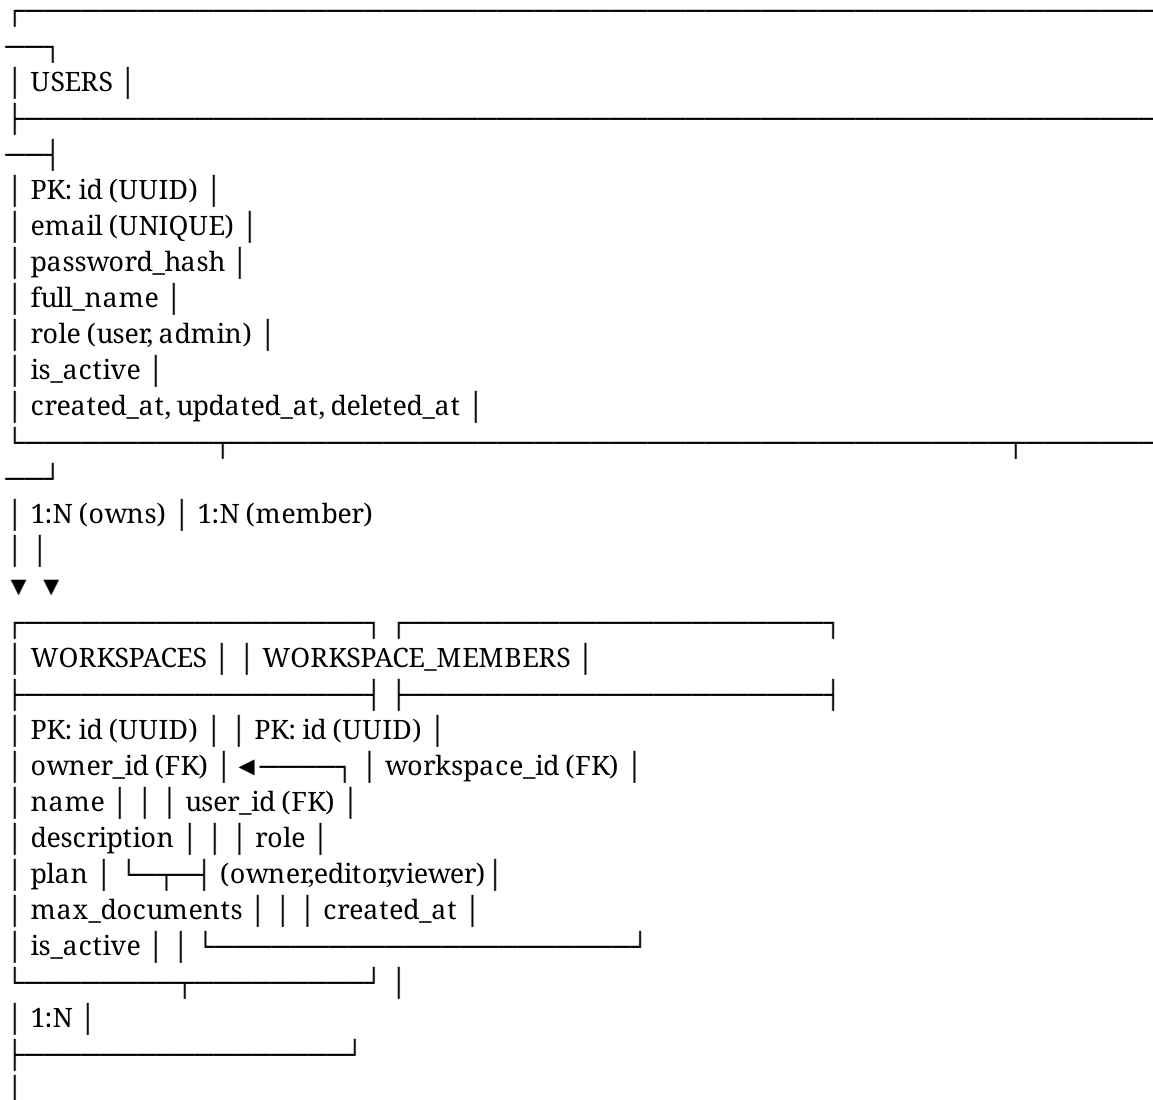 ┌──────────────────────────────────────────────────────────────
──┐
│ USERS │
├──────────────────────────────────────────────────────────────
──┤
│ PK: id (UUID) │
│ email (UNIQUE) │
│ password_hash │
│ full_name │
│ role (user, admin) │
│ is_active │
│ created_at, updated_at, deleted_at │
└───────────┬───────────────────────────────────────────┬───────
──┘
│ 1:N (owns) │ 1:N (member)
│ │
▼ ▼
┌───────────────────┐ ┌───────────────────────┐
│ WORKSPACES │ │ WORKSPACE_MEMBERS │
├───────────────────┤ ├───────────────────────┤
│ PK: id (UUID) │ │ PK: id (UUID) │
│ owner_id (FK) │◄────┐ │ workspace_id (FK) │
│ name │ │ │ user_id (FK) │
│ description │ │ │ role │
│ plan │ └─┬─┤ (owner,editor,viewer)│
│ max_documents │ │ │ created_at │
│ is_active │ │ └───────────────────────┘
└─────────┬─────────┘ │
│ 1:N │
├──────────────────┘
│